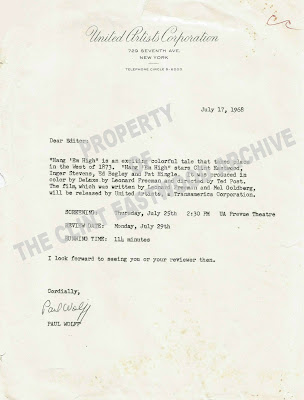 United Artists Corporation
729 SEVENTH AVE.
NEW YORK
TELEPHONE CIRCLE 5-6000
July 17, 1968
Dear Editor:
"Hang 'Em High" is an exciting colorful tale that takes place
in the West of 1873. "Hang 'Em High" stars Clint Eastwood,
Inger Stevens, Ed Begley and Pat Hingle. It was produced in
color by DeLuxe by Leonard Freeman and directed by Ted Post.
The film, which was written by Leonard Freeman and Mel Goldberg,
will be released by United Artists, a Transamerica Corporation.
SCREENING: Thursday, July 25th 2:30 PM UA Provue Theatre
REVIEW DATE: Monday, July 29th
RUNNING TIME: 114 minutes
I look forward to seeing you or your reviewer then.
Cordially,
Paul Wolff
PAUL WOLFF
PROPERTY
OF THE
THE CLINT EASTWOOD ARCHIVE